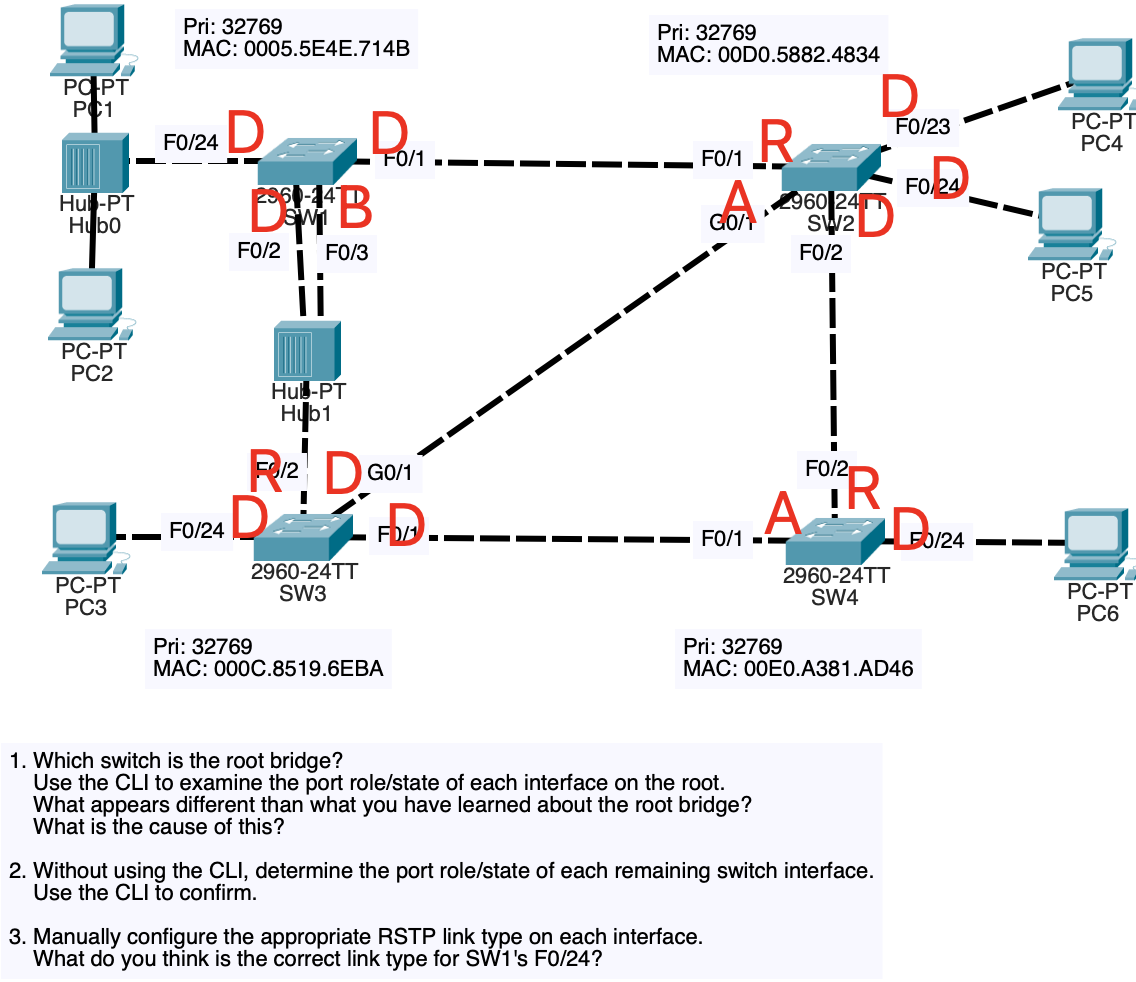 Pri: 32769
MAC: 0005.5E4E.714B
Pri: 32769
MAC: 00D0.5882.4834
PC-PT
PC1
F0/24
D
D
F0/1
F0/1
R
D
F0/23
PC-PT
PC4
Hub-PT
Hub0
2960-24TT
SW1
D
B
F0/2
F0/3
A
G0/1
2960-24TT
SW2
D
F0/2
F0/24
D
PC-PT
PC5
PC-PT
PC2
Hub-PT
Hub1
R
F0/2
D
G0/1
F0/2
R
PC-PT
PC3
F0/24
D
D
F0/1
2960-24TT
SW3
F0/1
A
D
F0/24
2960-24TT
SW4
PC-PT
PC6
Pri: 32769
MAC: 000C.8519.6EBA
Pri: 32769
MAC: 00E0.A381.AD46
1. Which switch is the root bridge?
Use the CLI to examine the port role/state of each interface on the root.
What appears different than what you have learned about the root bridge?
What is the cause of this?
2. Without using the CLI, determine the port role/state of each remaining switch interface.
Use the CLI to confirm.
3. Manually configure the appropriate RSTP link type on each interface.
What do you think is the correct link type for SW1's F0/24?